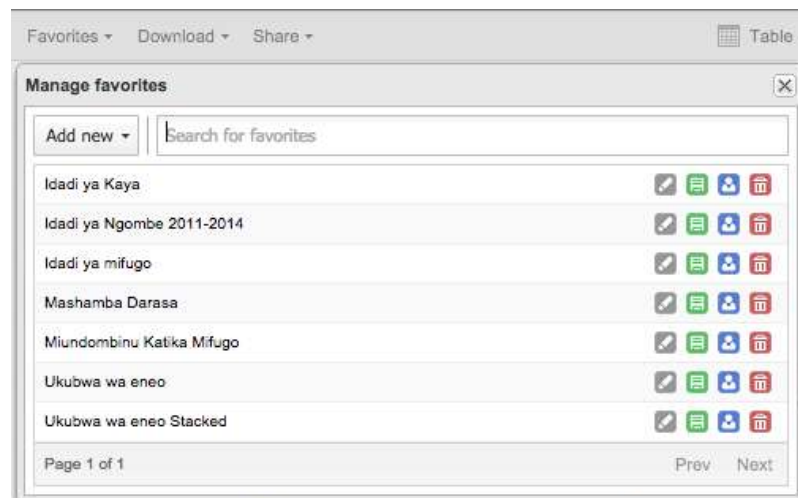 Favorites Download Share Table
Manage favorites
Add new Search for favorites
Idadi ya Kaya
Idadi ya Ngombe 2011-2014
Idadi ya mifugo
Mashamba Darasa
Miundombinu Katika Mifugo
Ukubwa wa eneo
Ukubwa wa eneo Stacked
Page 1 of 1 Prev Next